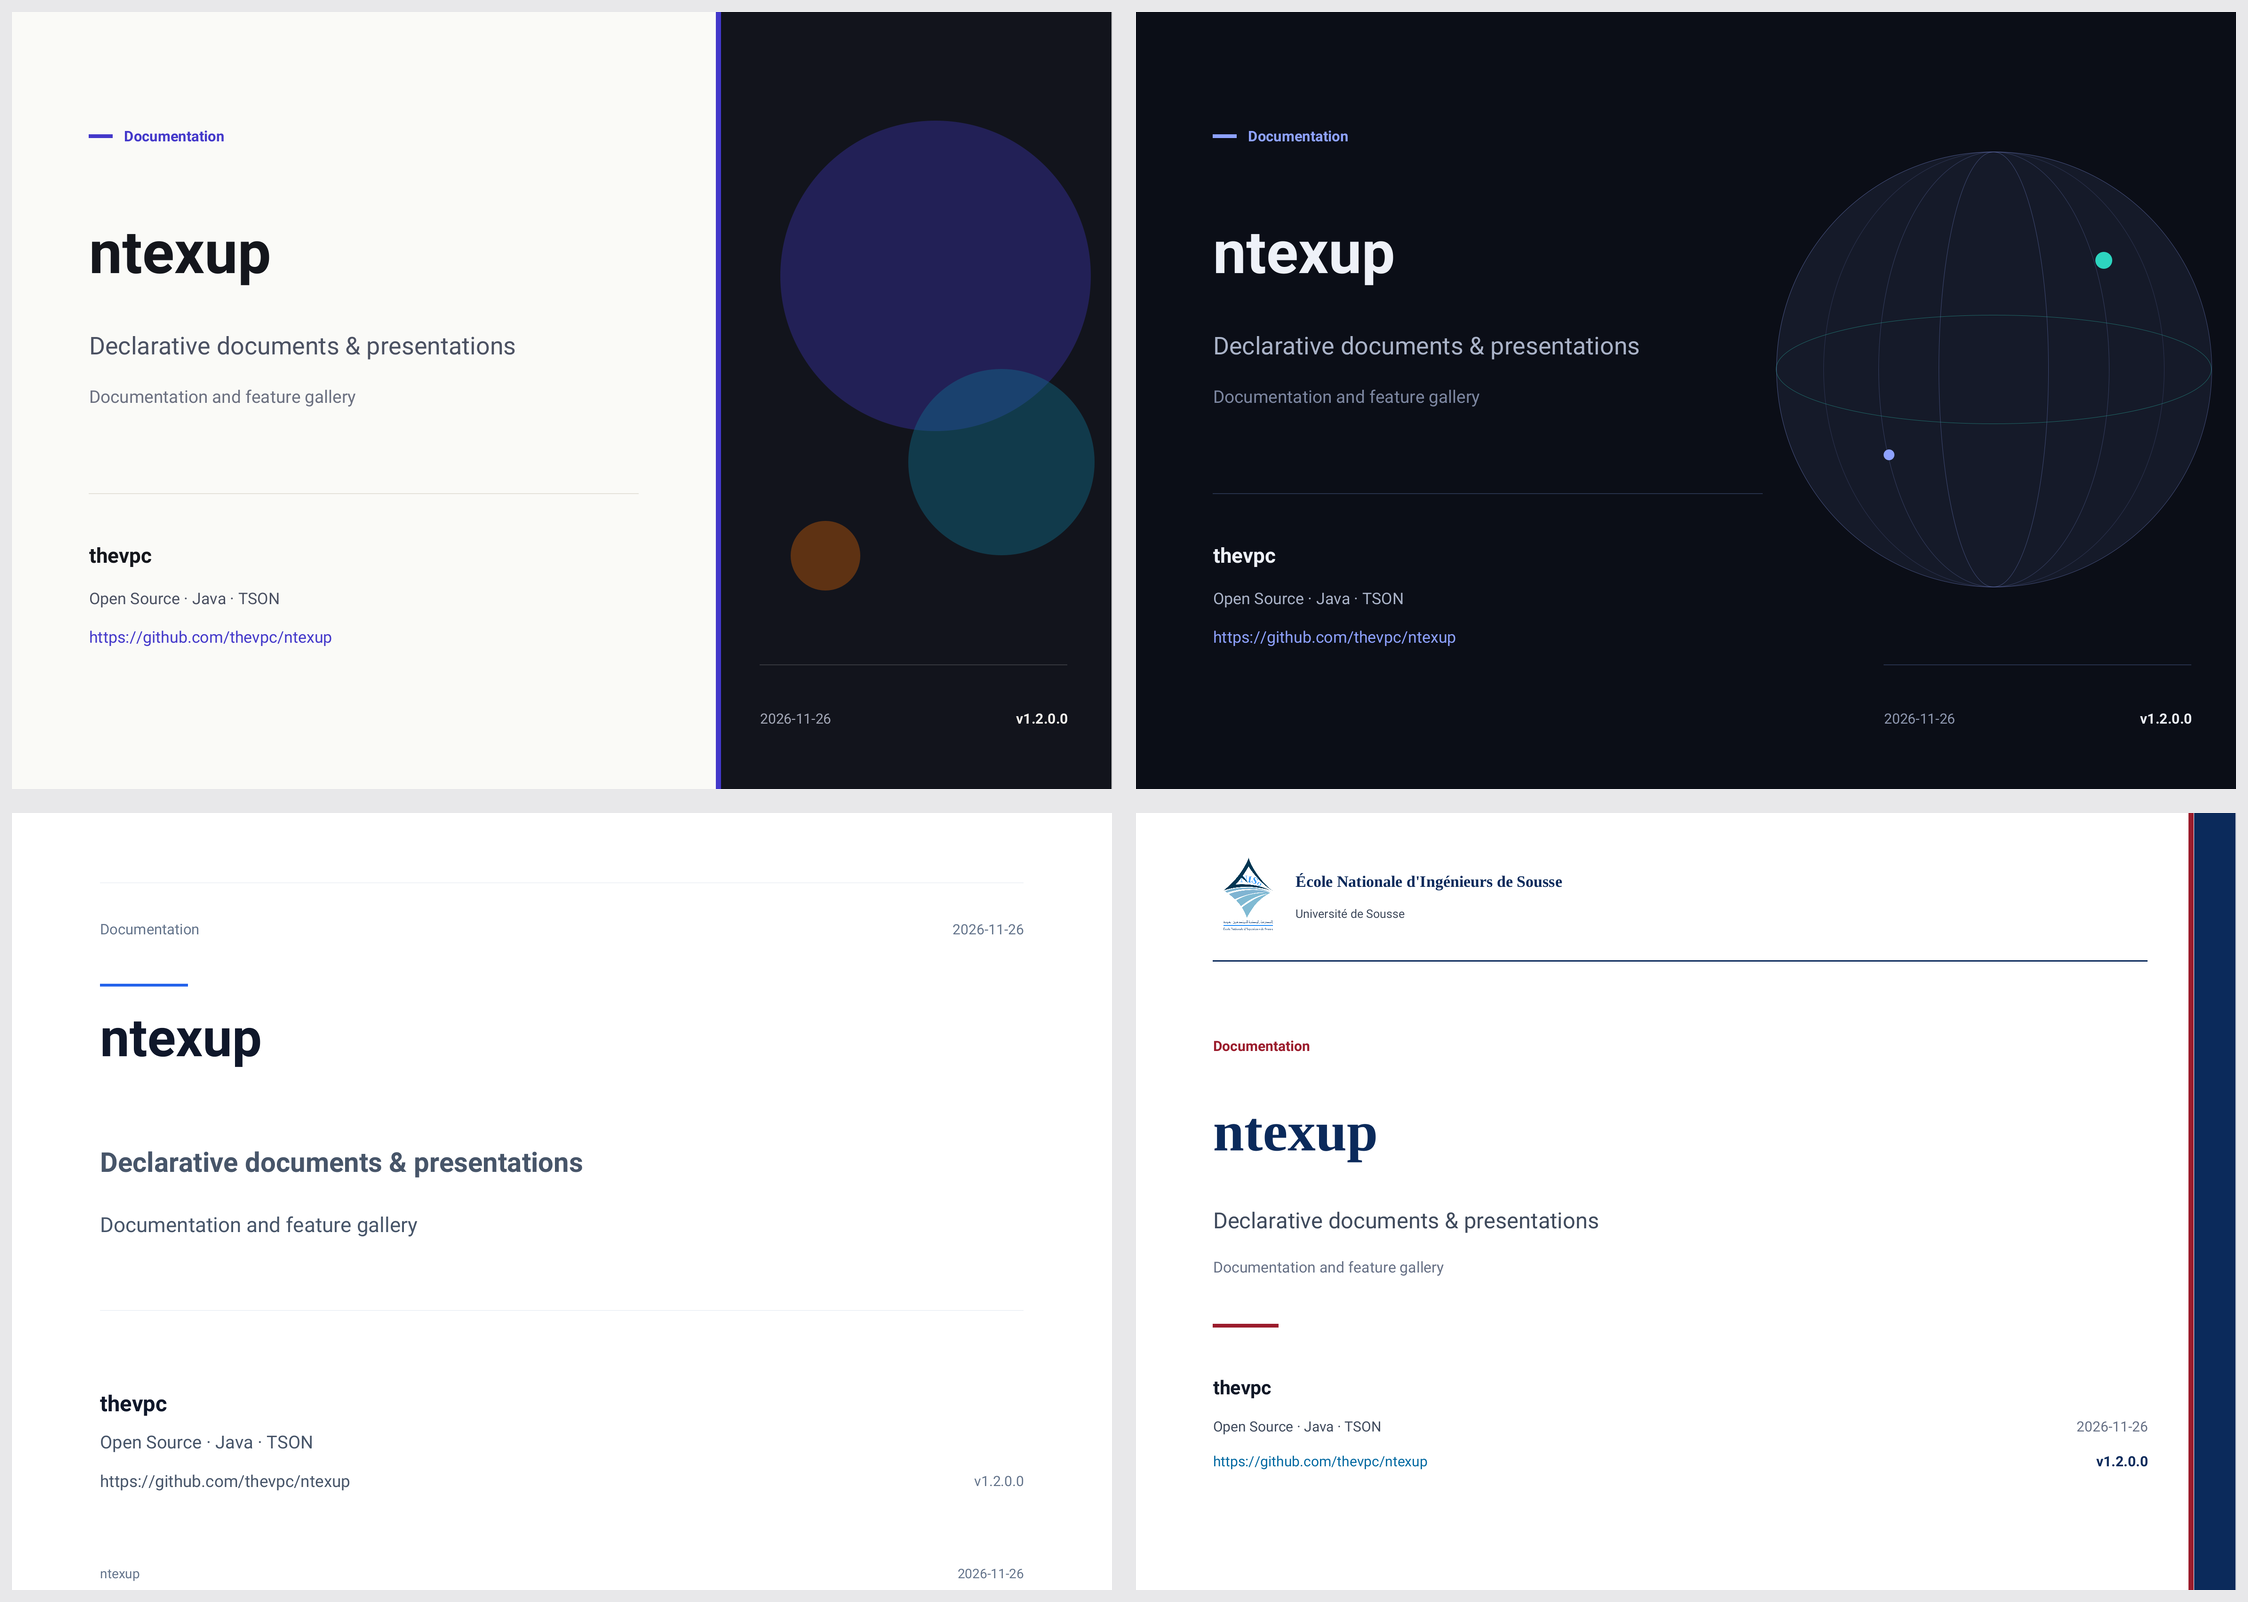 Documentation
ntexup
Declarative documents & presentations
Documentation and feature gallery
thevpc
Open Source · Java · TSON
https://github.com/thevpc/ntexup
2026-11-26 v1.2.0.0
Documentation
ntexup
Declarative documents & presentations
Documentation and feature gallery
thevpc
Open Source · Java · TSON
https://github.com/thevpc/ntexup
2026-11-26 v1.2.0.0
Documentation 2026-11-26
ntexup
Declarative documents & presentations
Documentation and feature gallery
thevpc
Open Source · Java · TSON
https://github.com/thevpc/ntexup v1.2.0.0
ntexup 2026-11-26
École Nationale d'Ingénieurs de Sousse
Université de Sousse
Documentation
ntexup
Declarative documents & presentations
Documentation and feature gallery
thevpc
Open Source · Java · TSON 2026-11-26
https://github.com/thevpc/ntexup v1.2.0.0